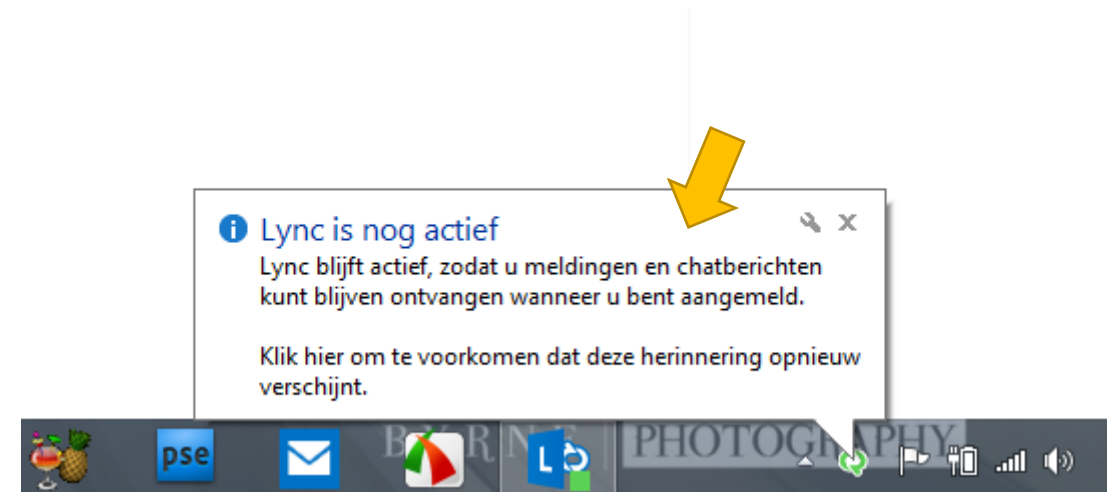 Lync is nog actief
Lync blijft actief, zodat u meldingen en chatberichten
kunt blijven ontvangen wanneer u bent aangemeld.
Klik hier om te voorkomen dat deze herinnering opnieuw
verschijnt.
pse
PHOTOGRAPHY